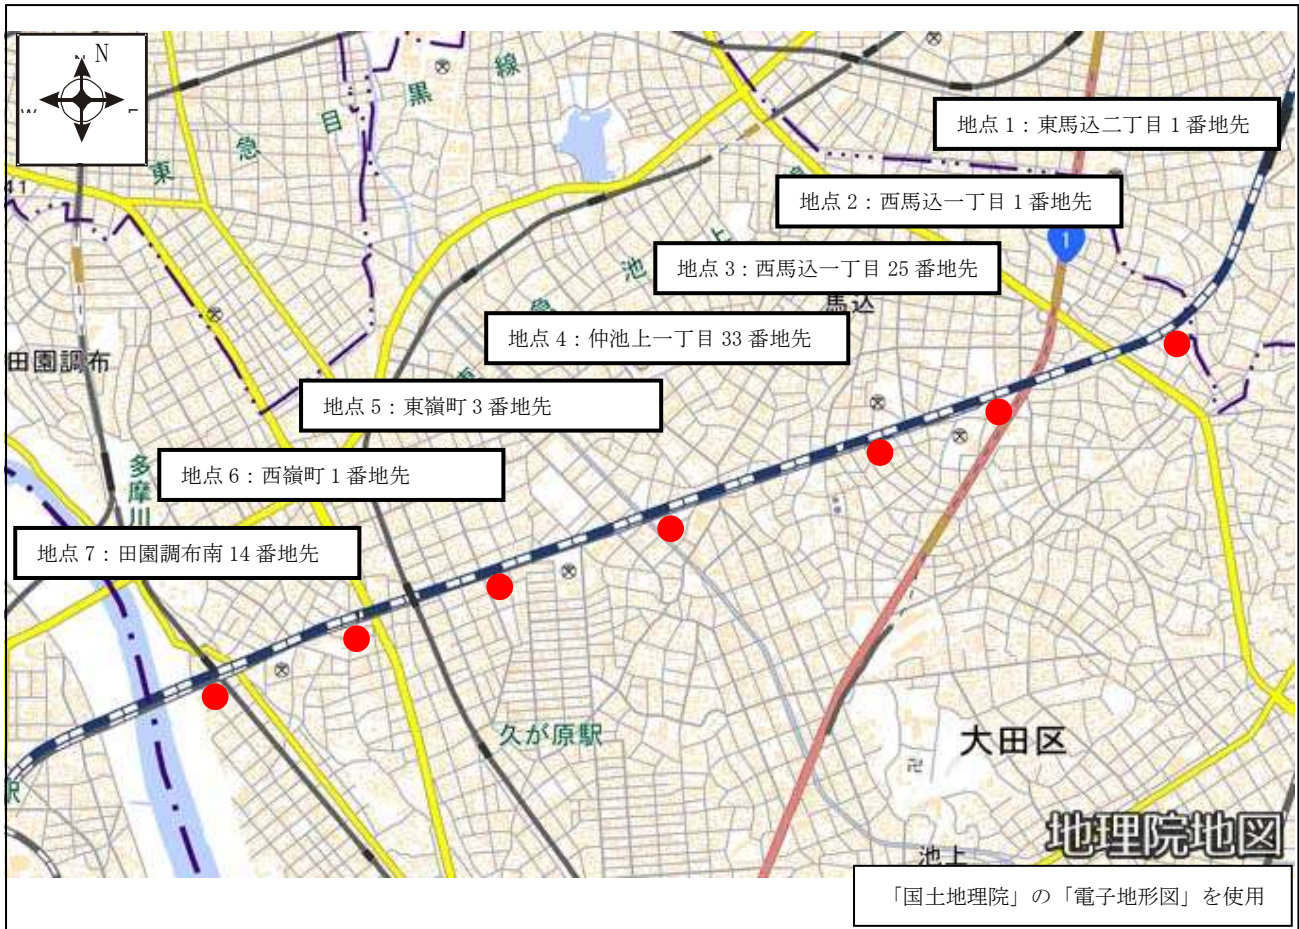 N
東急目黒線
地点 1：東馬込二丁目 1 番地先
41
地点 2：西馬込一丁目 1 番地先
1
池上
地点 3：西馬込一丁目 25 番地先
馬込
地点 4：仲池上一丁目 33 番地先
田園調布
地点 5：東嶺町 3 番地先
多摩川
地点 6：西嶺町 1 番地先
地点 7：田園調布南 14 番地先
久が原駅
大田区
駅
池上
地理院地図
「国土地理院」の「電子地形図」を使用